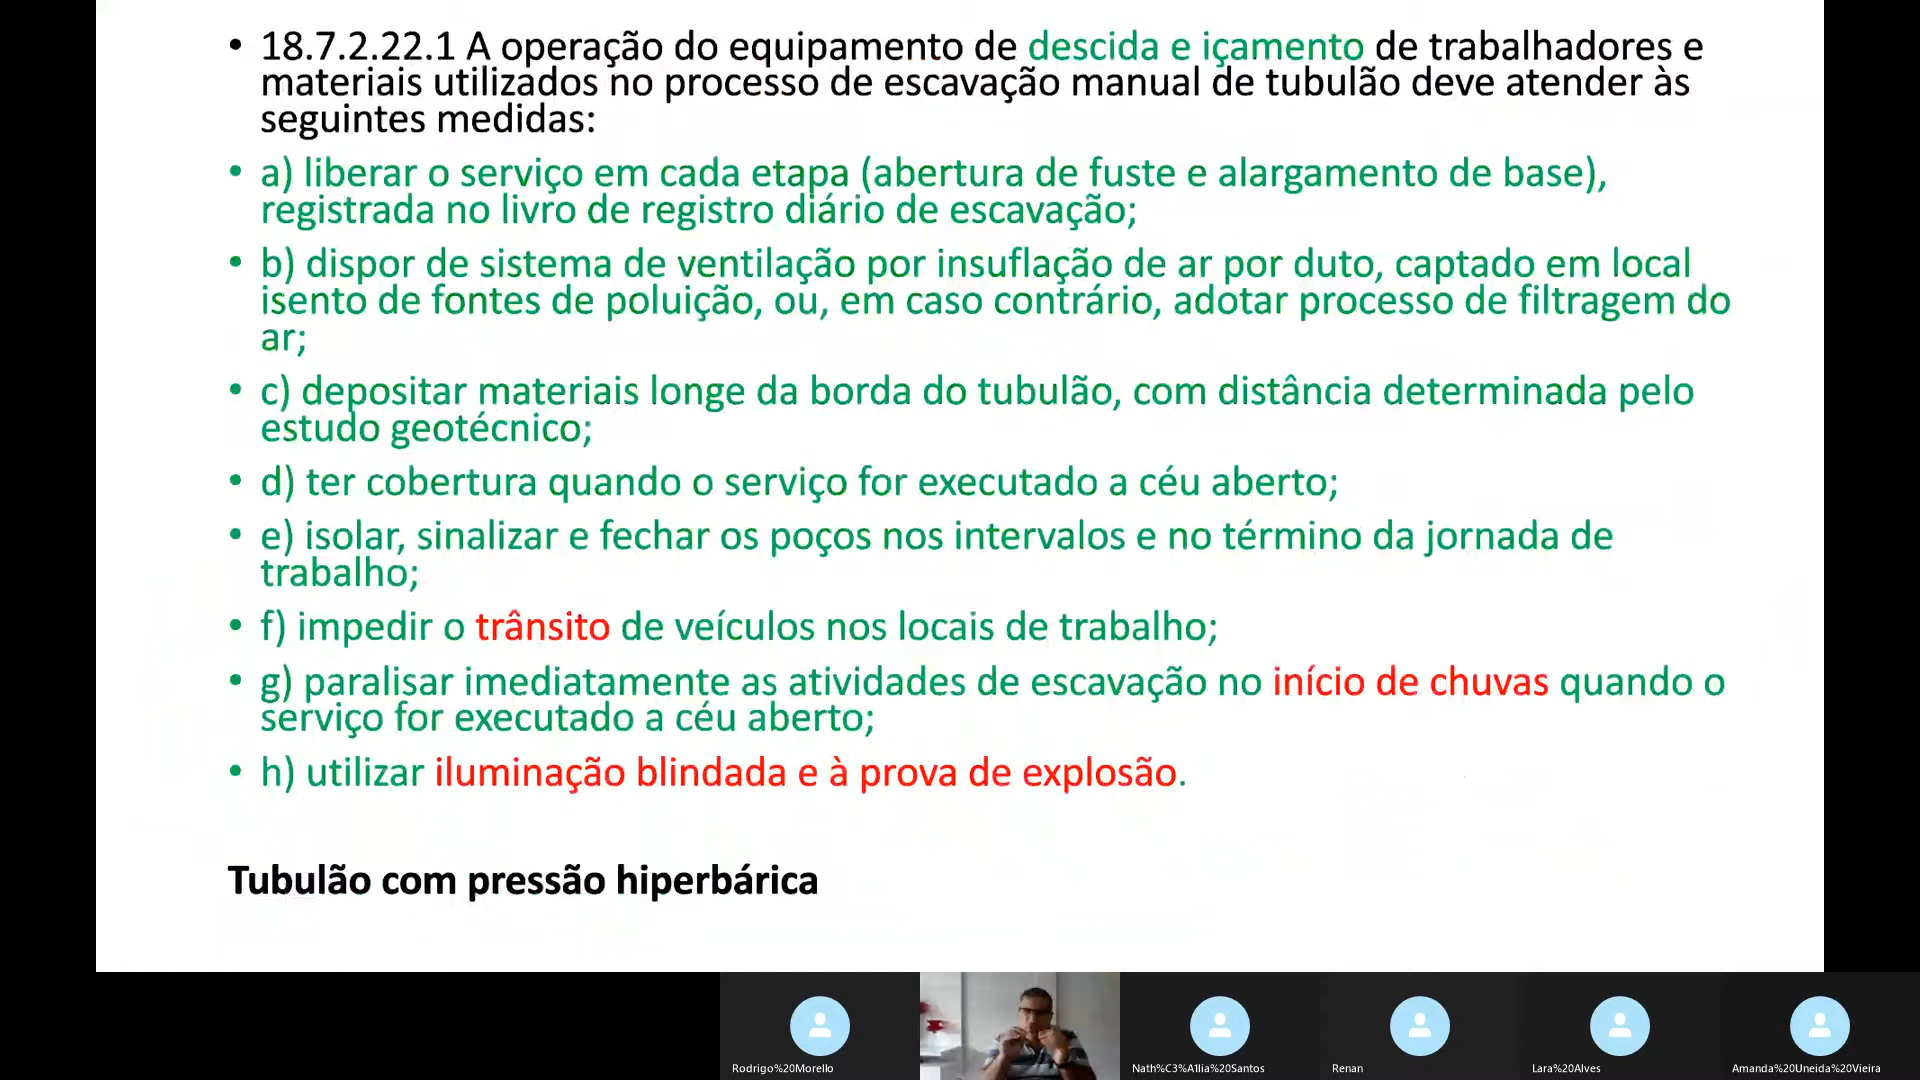 • 18.7.2.22.1 A operação do equipamento de descida e içamento de trabalhadores e
materiais utilizados no processo de escavação manual de tubulão deve atender às
seguintes medidas:
• a) liberar o serviço em cada etapa (abertura de fuste e alargamento de base),
registrada no livro de registro diário de escavação;
• b) dispor de sistema de ventilação por insuflação de ar por duto, captado em local
isento de fontes de poluição, ou, em caso contrário, adotar processo de filtragem do
ar;
• c) depositar materiais longe da borda do tubulão, com distância determinada pelo
estudo geotécnico;
• d) ter cobertura quando o serviço for executado a céu aberto;
• e) isolar, sinalizar e fechar os poços nos intervalos e no término da jornada de
trabalho;
• f) impedir o trânsito de veículos nos locais de trabalho;
• g) paralisar imediatamente as atividades de escavação no início de chuvas quando o
serviço for executado a céu aberto;
• h) utilizar iluminação blindada e à prova de explosão.
Tubulão com pressão hiperbárica
Rodrigo%20Morello
Nath%C3%A1lia%20Santos
Renan
Lara%20Alves
Amanda%20Uneida%20Vieira